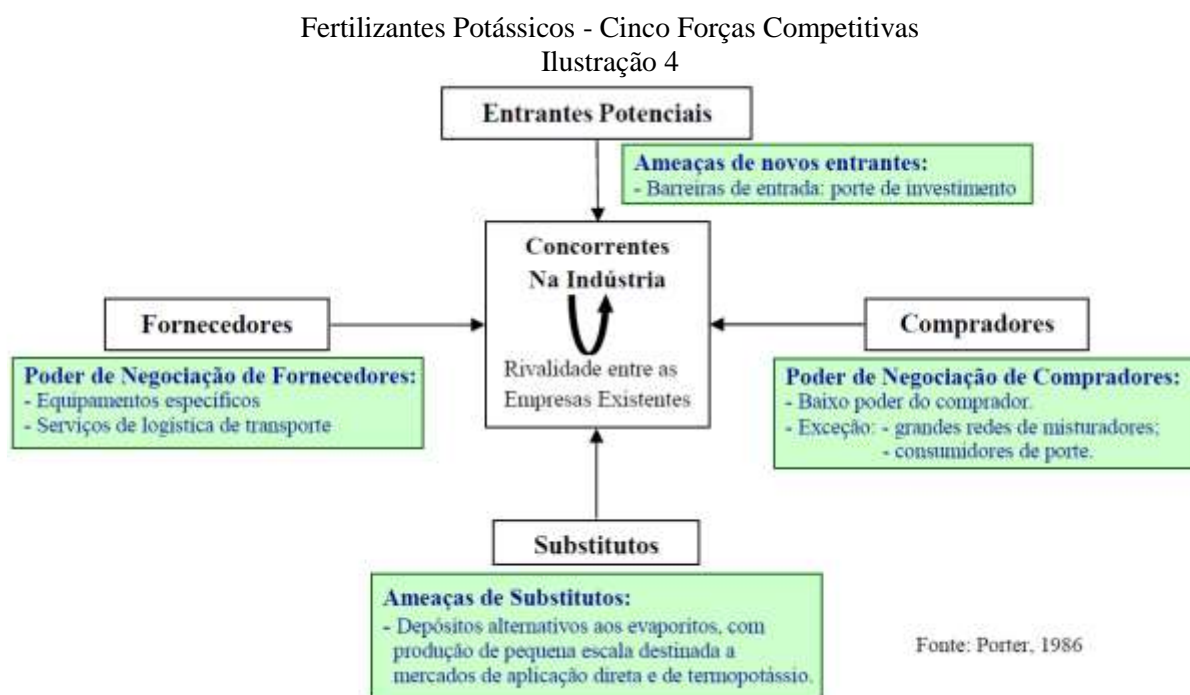 Fertilizantes Potássicos - Cinco Forças Competitivas
Ilustração 4
Entrantes Potenciais
Ameaças de novos entrantes:
- Barreiras de entrada: porte de investimento
Concorrentes
Na Indústria
Rivalidade entre as
Empresas Existentes
Fornecedores
Poder de Negociação de Fornecedores:
- Equipamentos específicos
- Serviços de logística de transporte
Compradores
Poder de Negociação de Compradores:
- Baixo poder do comprador.
- Exceção: - grandes redes de misturadores;
- consumidores de porte.
Substitutos
Ameaças de Substitutos:
- Depósitos alternativos aos evaporitos, com
produção de pequena escala destinada a
mercados de aplicação direta e de termopotássio.
Fonte: Porter, 1986